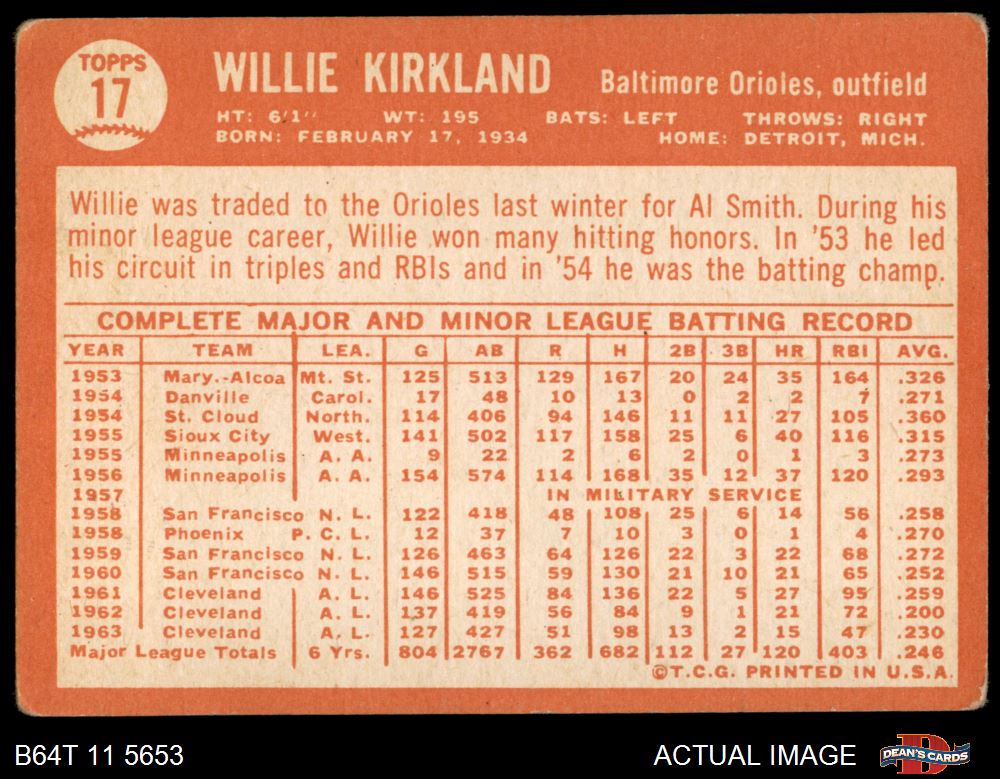 TOPPS
17
WILLIE KIRKLAND Baltimore Orioles, outfield
HT: 6'1" WT: 195 BATS: LEFT THROWS: RIGHT
BORN: FEBRUARY 17, 1934 HOME: DETROIT, MICH.
Willie was traded to the Orioles last winter for Al Smith. During his
minor league career, Willie won many hitting honors. In '53 he led
his circuit in triples and RBIs and in '54 he was the batting champ.
COMPLETE MAJOR AND MINOR LEAGUE BATTING RECORD
YEAR TEAM LEA. G AB R H 2B 3B HR RBI AVG.
1953 Mary.-Alcoa Mt. St. 125 513 129 167 20 24 35 164 .326
1954 Danville Carol. 17 48 10 13 0 2 2 7 .271
1954 St. Cloud North. 114 406 94 146 11 11 27 105 .360
1955 Sioux City West. 141 502 117 158 25 6 40 116 .315
1955 Minneapolis A. A. 9 22 2 6 2 0 1 3 .273
1956 Minneapolis A. A. 154 574 114 168 35 12 37 120 .293
1957 IN MILITARY SERVICE
1958 San Francisco N. L. 122 418 48 108 25 6 14 56 .258
1958 Phoenix P. C. L. 12 37 7 10 3 0 1 4 .270
1959 San Francisco N. L. 126 463 64 126 22 3 22 68 .272
1960 San Francisco N. L. 146 515 59 130 21 10 21 65 .252
1961 Cleveland A. L. 146 525 84 136 22 5 27 95 .259
1962 Cleveland A. L. 137 419 56 84 9 1 21 72 .200
1963 Cleveland A. L. 127 427 51 98 13 2 15 47 .230
Major League Totals 6 Yrs. 804 2767 362 682 112 27 120 403 .246
©T.C.G. PRINTED IN U.S.A.
B64T 11 5653 ACTUAL IMAGE DEAN'S CARDS